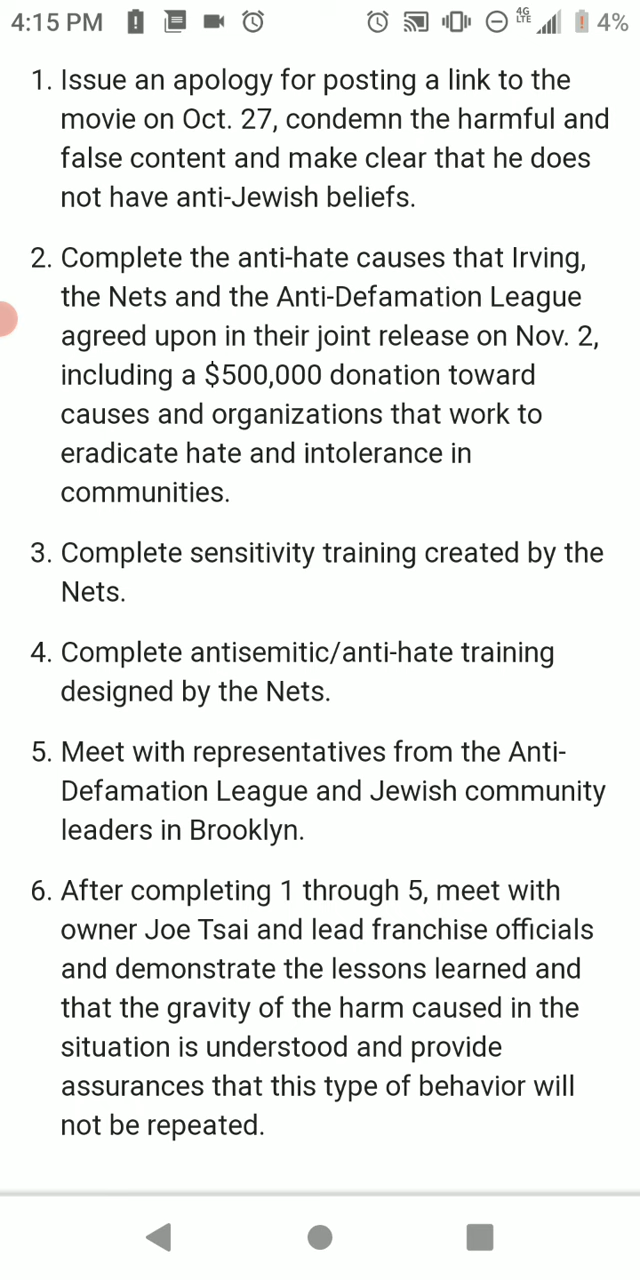 4:15 PM 4G LTE 4%
1. Issue an apology for posting a link to the
movie on Oct. 27, condemn the harmful and
false content and make clear that he does
not have anti-Jewish beliefs.
2. Complete the anti-hate causes that Irving,
the Nets and the Anti-Defamation League
agreed upon in their joint release on Nov. 2,
including a $500,000 donation toward
causes and organizations that work to
eradicate hate and intolerance in
communities.
3. Complete sensitivity training created by the
Nets.
4. Complete antisemitic/anti-hate training
designed by the Nets.
5. Meet with representatives from the Anti-
Defamation League and Jewish community
leaders in Brooklyn.
6. After completing 1 through 5, meet with
owner Joe Tsai and lead franchise officials
and demonstrate the lessons learned and
that the gravity of the harm caused in the
situation is understood and provide
assurances that this type of behavior will
not be repeated.